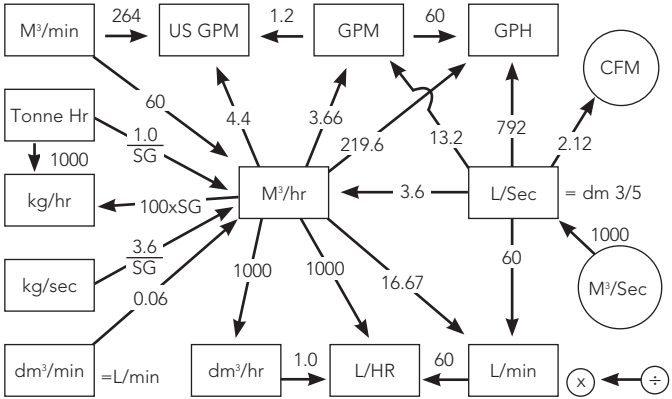 M³/min 264 US GPM 1.2 GPM 60 GPH
CFM
60 4.4 3.66 219.6 13.2 792 2.12
Tonne Hr 1.0
SG
1000
kg/hr 100xSG M³/hr 3.6 L/Sec = dm 3/5
3.6
SG
kg/sec 0.06 1000 1000 16.67 60 1000 M³/Sec
dm³/min =L/min dm³/hr 1.0 L/HR 60 L/min x ÷